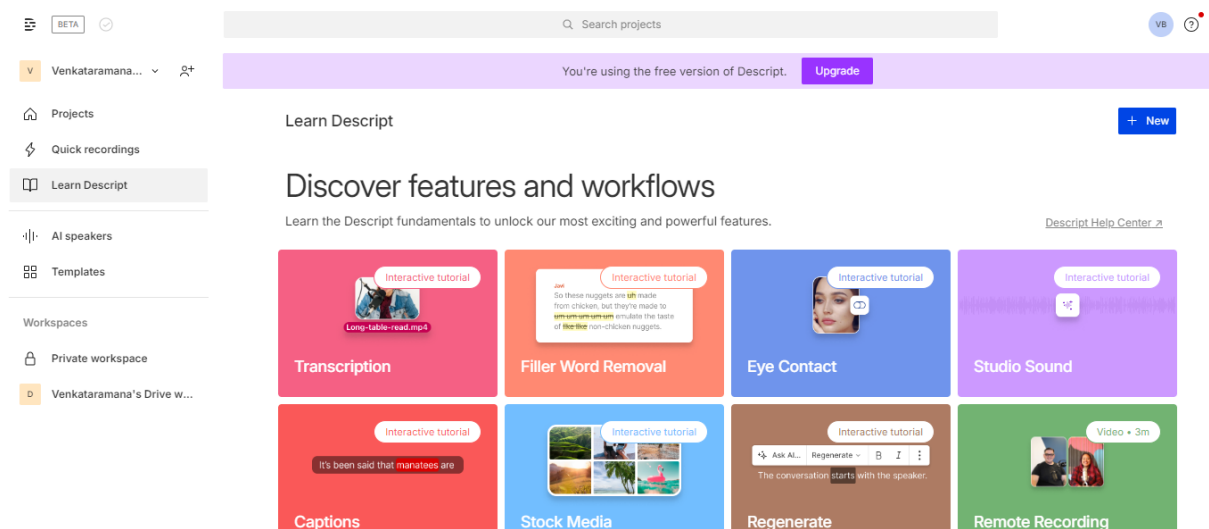 BETA
Search projects
VB
?
V
Venkataramana...
You're using the free version of Descript.
Upgrade
Projects
Quick recordings
Learn Descript
AI speakers
Templates
Workspaces
Private workspace
D
Venkataramana's Drive w...
Learn Descript
+ New
Discover features and workflows
Learn the Descript fundamentals to unlock our most exciting and powerful features.
Descript Help Center ↗
Interactive tutorial
Long-table-read.mp4
Transcription
Interactive tutorial
Jak
So these nuggets are uh made
from chicken, but they're made to
um um um um um emulate the taste
of like like non-chicken nuggets.
Filler Word Removal
Interactive tutorial
Eye Contact
Interactive tutorial
Studio Sound
Interactive tutorial
It's been said that manatees are
Captions
Interactive tutorial
Stock Media
Interactive tutorial
Ask AI... Regenerate B I
The conversation starts with the speaker.
Regenerate
Video • 3m
Remote Recording